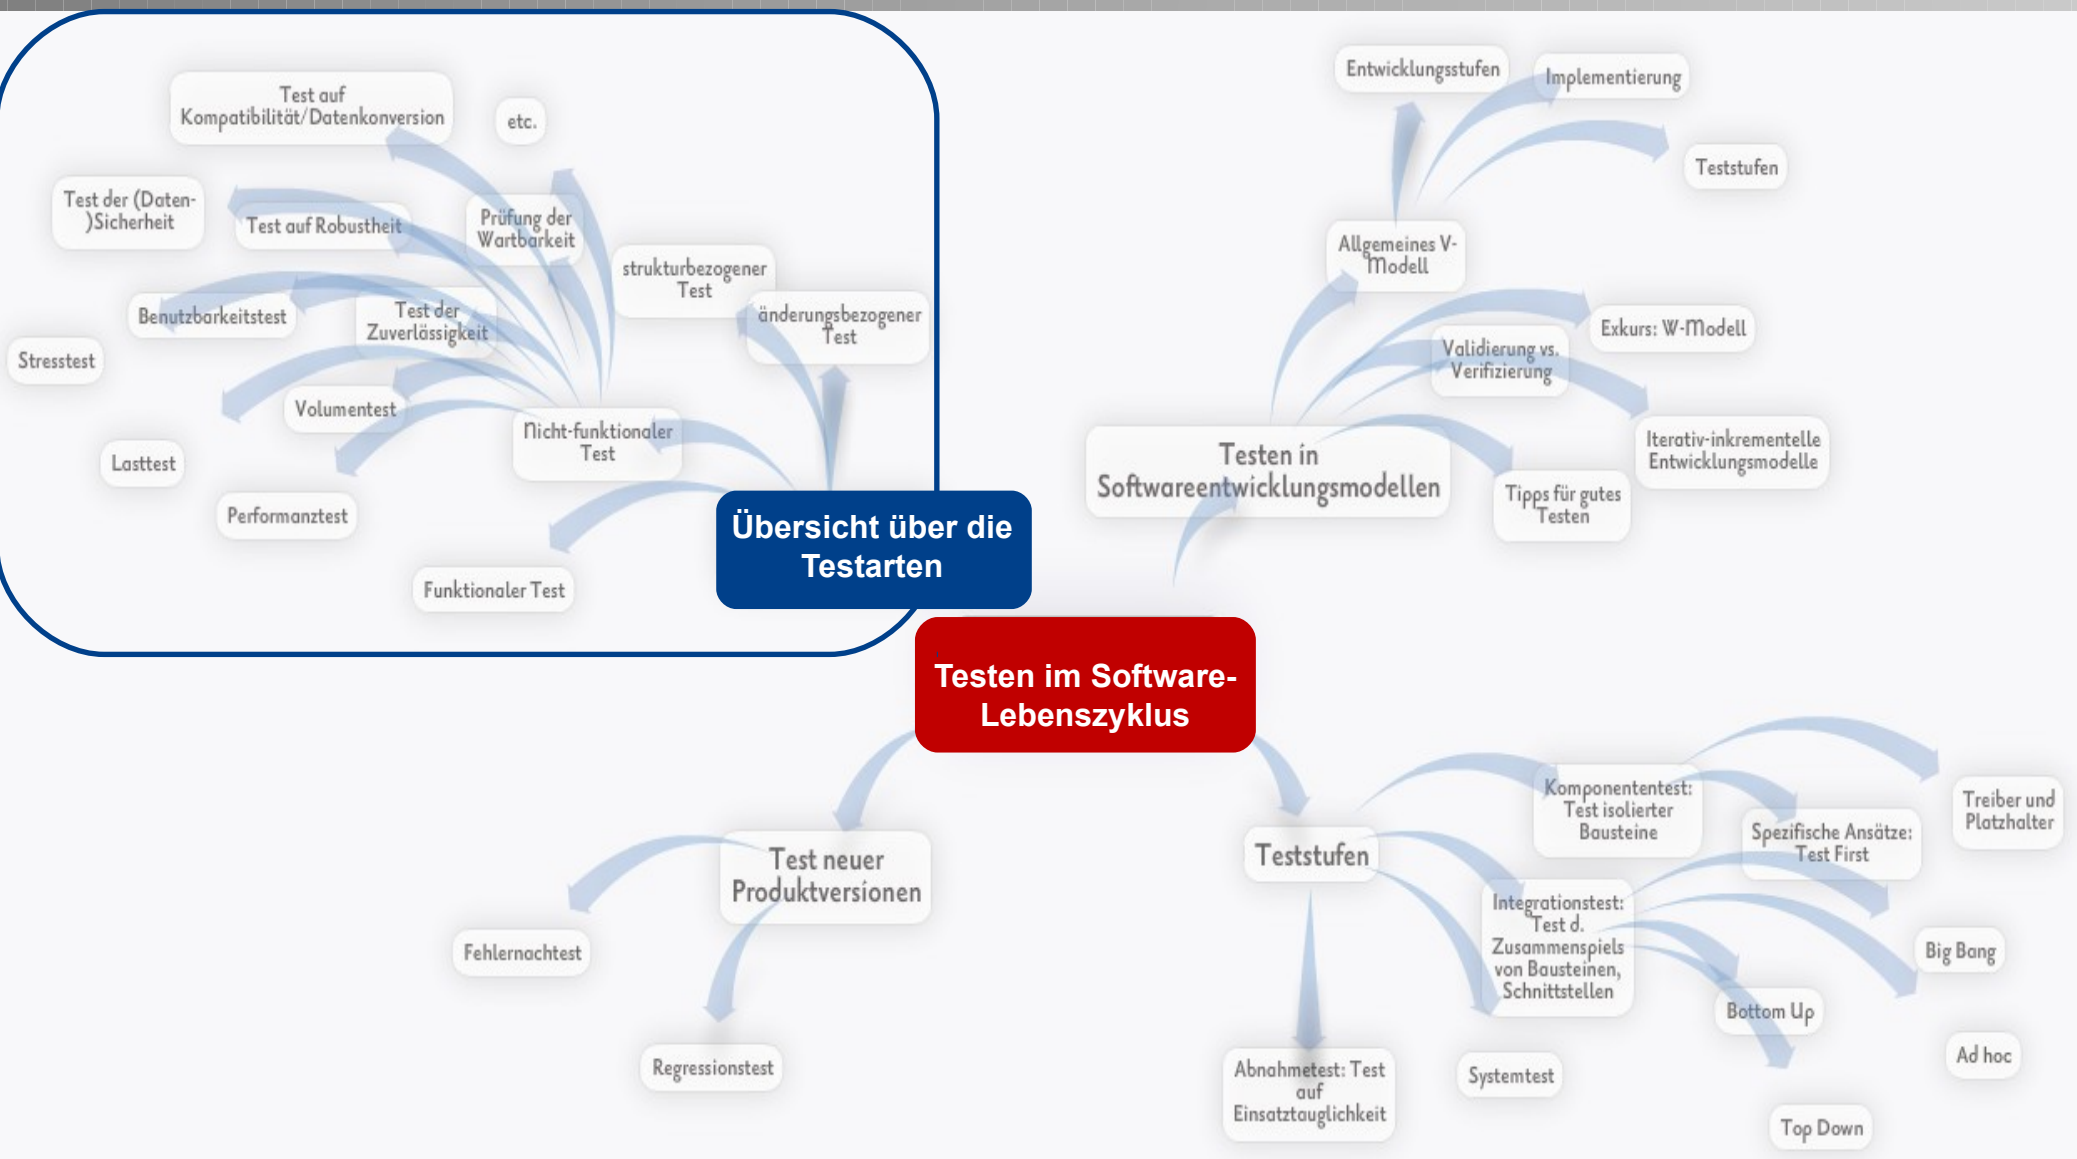 Test auf
Kompatibilität/Datenkonversion
etc.
Test der (Daten-
)Sicherheit
Test auf Robustheit
Prüfung der
Wartbarkeit
strukturbezogener
Test
änderungsbezogener
Test
Benutzbarkeitstest
Test der
Zuverlässigkeit
Stresstest
Volumentest
Nicht-funktionaler
Test
Lasttest
Performanztest
Funktionaler Test
Übersicht über die
Testarten
Entwicklungsstufen
Implementierung
Teststufen
Allgemeines V-
Modell
Exkurs: W-Modell
Validierung vs.
Verifizierung
Iterativ-inkrementelle
Entwicklungsmodelle
Testen in
Softwareentwicklungsmodellen
Tipps für gutes
Testen
Testen im Software-
Lebenszyklus
Test neuer
Produktversionen
Fehlernachtest
Regressionstest
Teststufen
Komponententest:
Test isolierter
Bausteine
Treiber und
Platzhalter
Spezifische Ansätze:
Test First
Integrationstest:
Test d.
Zusammenspiels
von Bausteinen,
Schnittstellen
Big Bang
Bottom Up
Ad hoc
Top Down
Systemtest
Abnahmetest: Test
auf
Einsatztauglichkeit